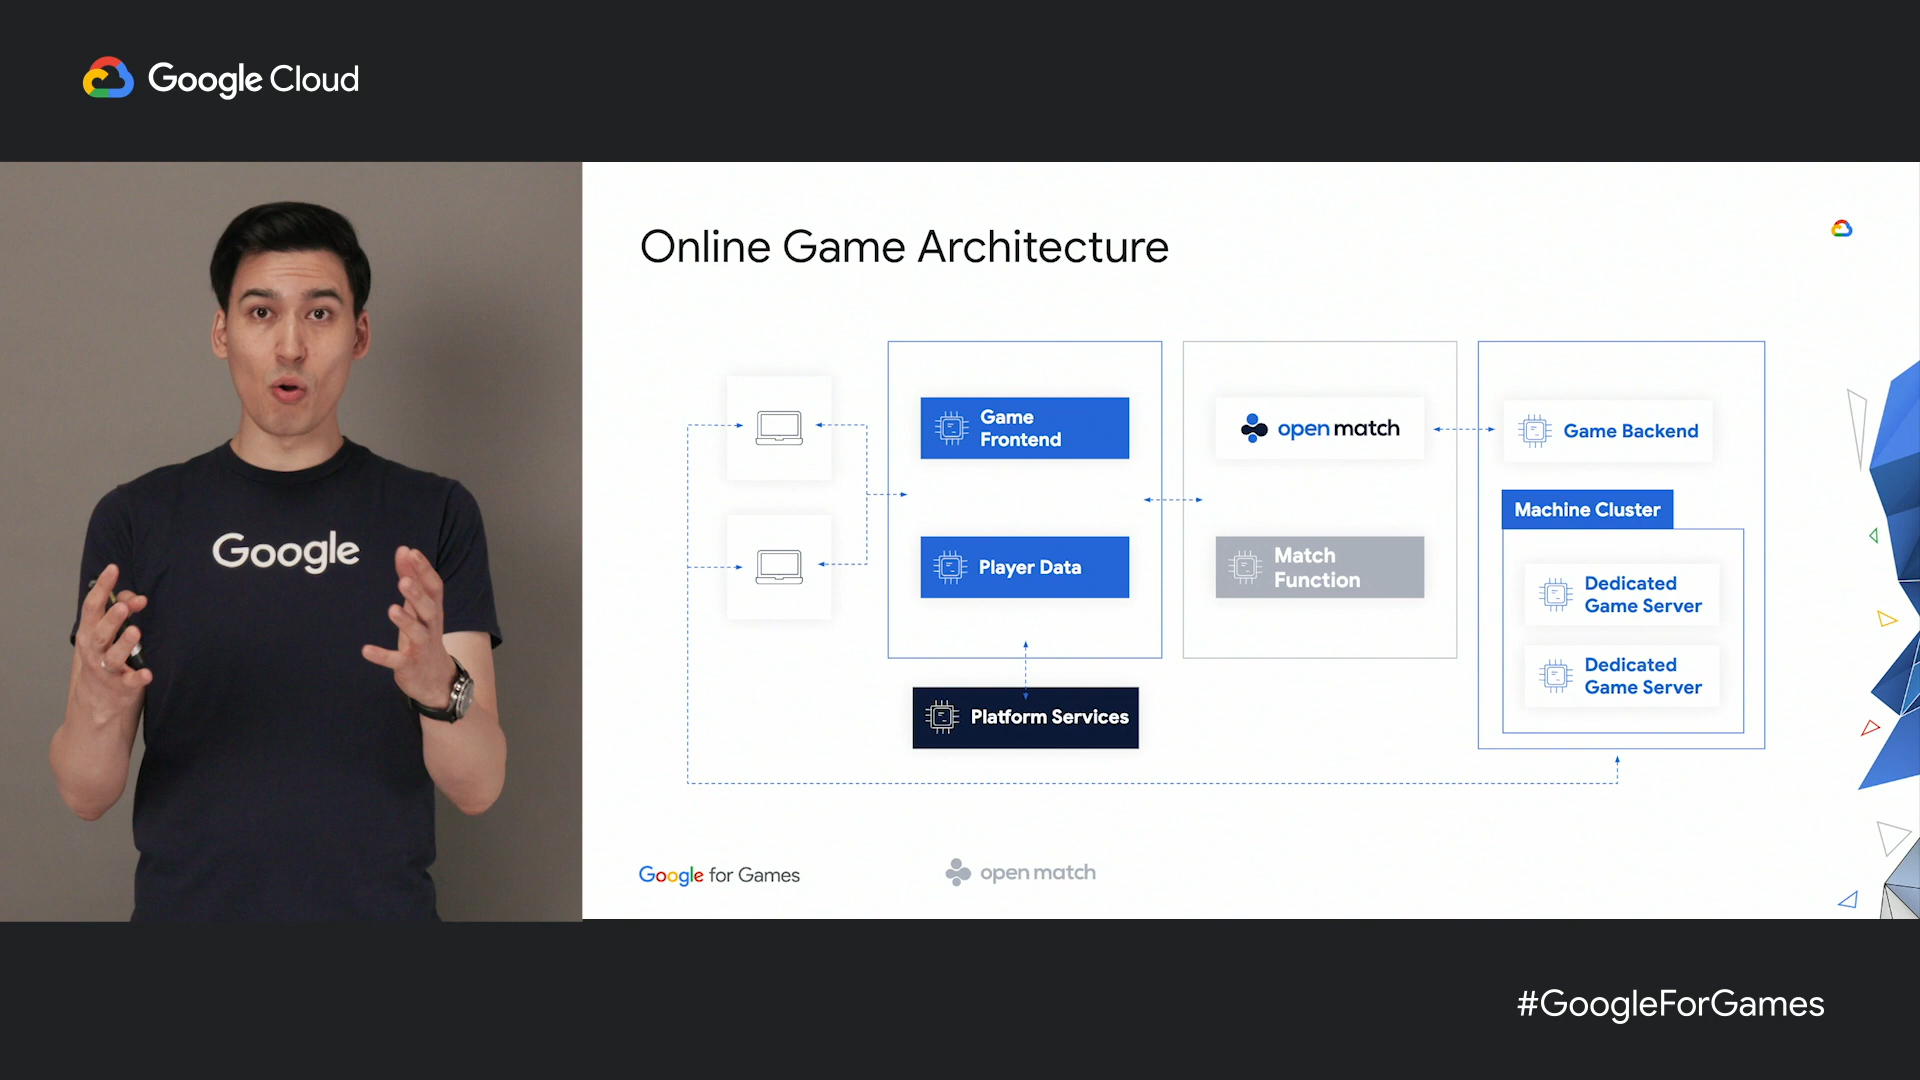 Google Cloud
Google
Online Game Architecture
Game
Frontend
Player Data
Platform Services
open match
Match
Function
Game Backend
Machine Cluster
Dedicated
Game Server
Dedicated
Game Server
Google for Games
open match
#GoogleForGames